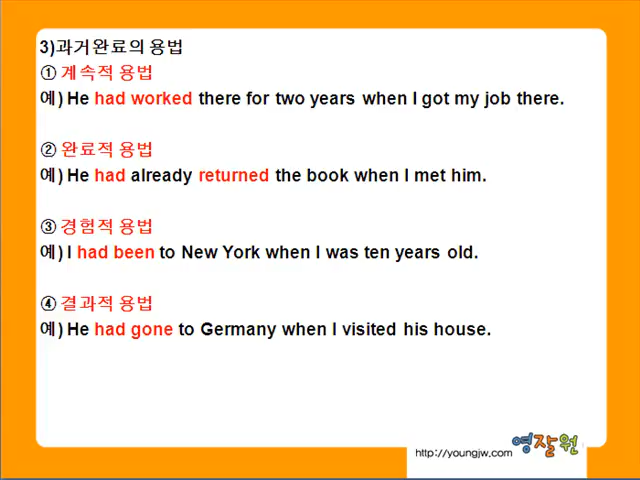 3)과거완료의 용법
① 계속적 용법
예) He had worked there for two years when I got my job there.
② 완료적 용법
예) He had already returned the book when I met him.
③ 경험적 용법
예) I had been to New York when I was ten years old.
④ 결과적 용법
예) He had gone to Germany when I visited his house.
http://youngjw.com 영잘원